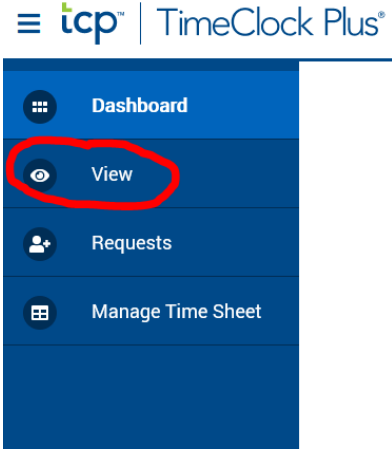 tcp™ TimeClock Plus®
Dashboard
View
Requests
Manage Time Sheet